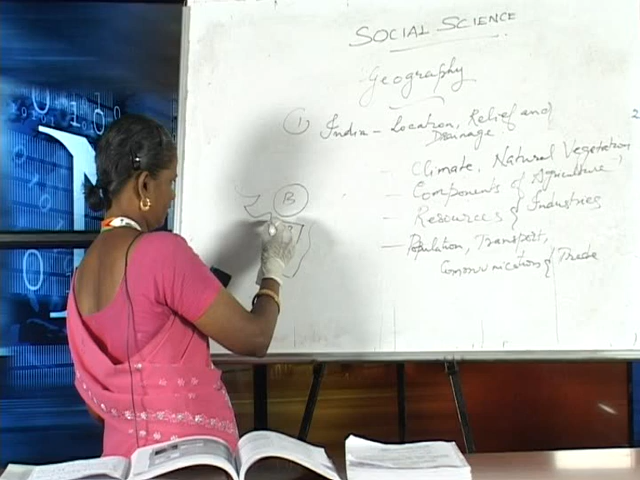 SOCIAL SCIENCE
Geography
1 India - Location, Relief and
Drainage
Climate, Natural Vegetation
Components of Agriculture
Resources & Industries
Population, Transport,
Communication & Trade
B
2